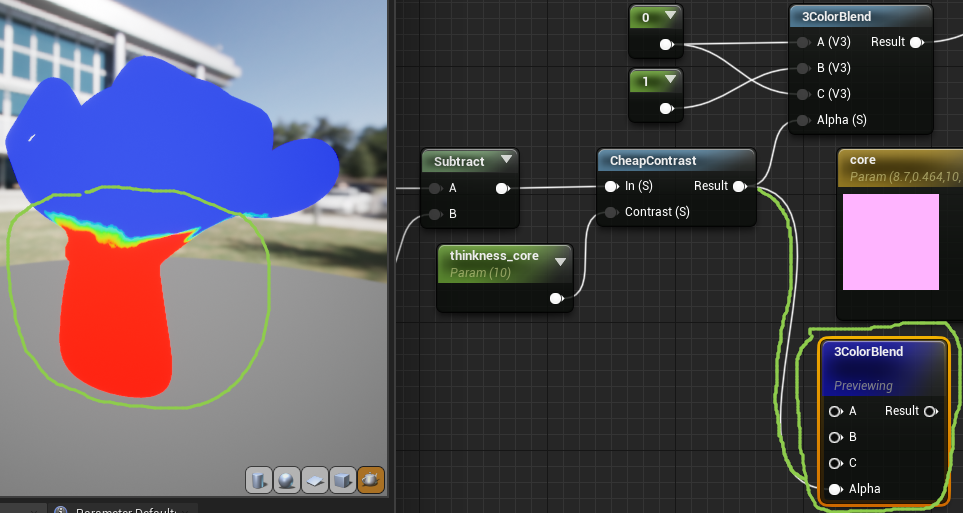 0
1
3ColorBlend
A (V3) Result
B (V3)
C (V3)
Alpha (S)
Subtract
A
B
CheapContrast
In (S) Result
Contrast (S)
thinkness_core
Param (10)
core
Param (8.7,0.464,10,
3ColorBlend
Previewing
A Result
B
C
Alpha
Parameter Default: